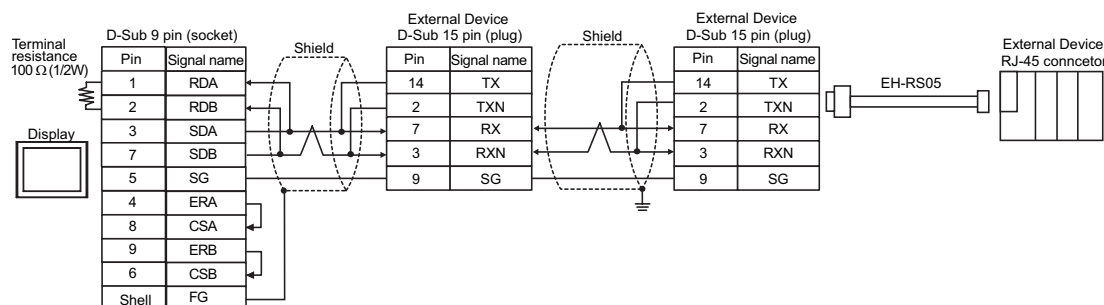 Terminal
resistance
100 Ω (1/2W)
Display
D-Sub 9 pin (socket)
Pin Signal name
1 RDA
2 RDB
3 SDA
7 SDB
5 SG
4 ERA
8 CSA
9 ERB
6 CSB
Shell FG
Shield
External Device
D-Sub 15 pin (plug)
Pin Signal name
14 TX
2 TXN
7 RX
3 RXN
9 SG
Shield
External Device
D-Sub 15 pin (plug)
Pin Signal name
14 TX
2 TXN
7 RX
3 RXN
9 SG
EH-RS05
External Device
RJ-45 conncetor